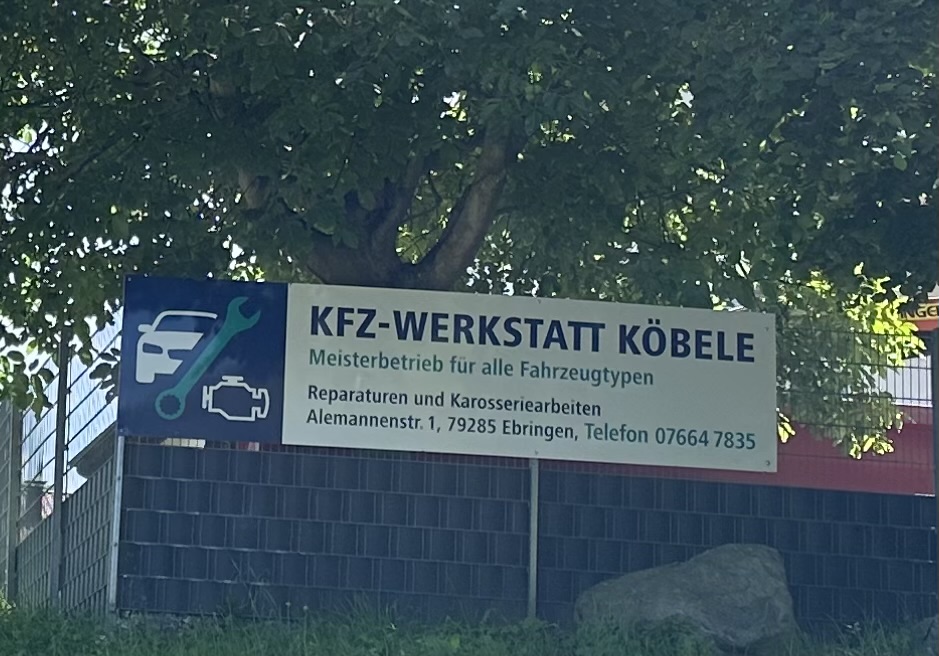 KFZ-WERKSTATT KÖBELE
Meisterbetrieb für alle Fahrzeugtypen
Reparaturen und Karosseriearbeiten
Alemannenstr. 1, 79285 Ebringen, Telefon 07664 7835